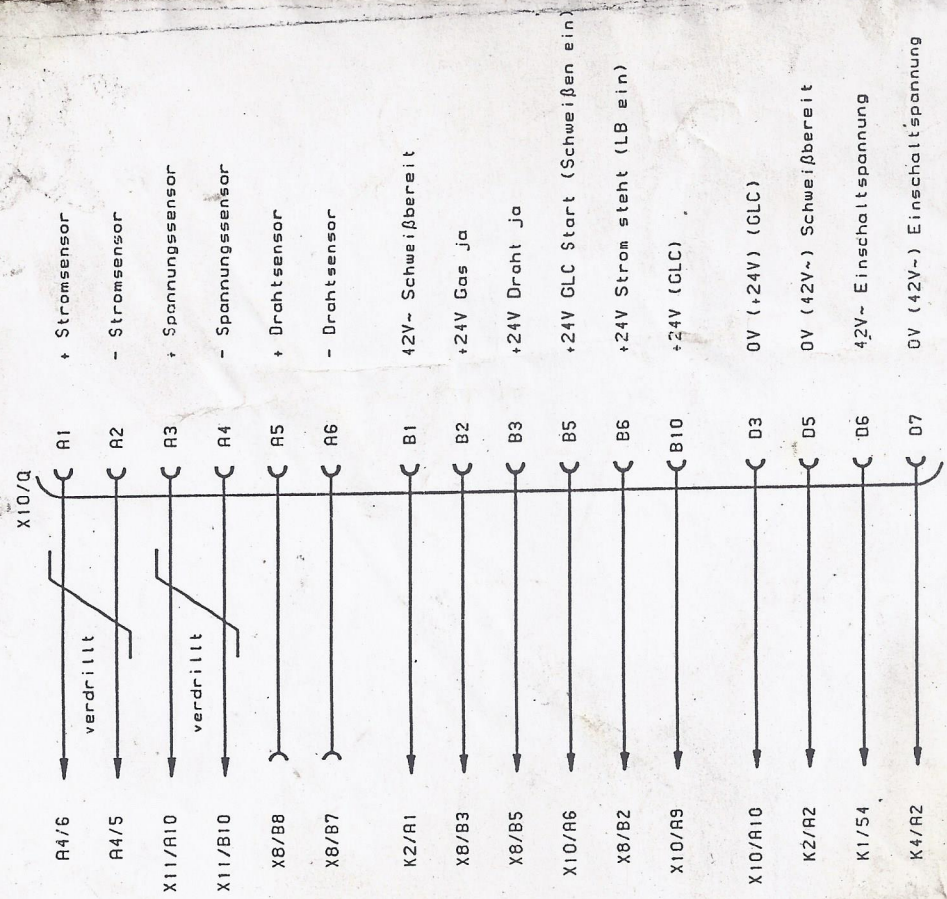 X10/Q
A4/6 verdrillt A1 + Stromsensor
A4/5 A2 - Stromsensor
X11/A10 verdrillt A3 + Spannungssensor
X11/B10 A4 - Spannungssensor
X8/B8 A5 + Drahtsensor
X8/B7 A6 - Drahtsensor
K2/A1 B1 42V~ Schweißbereit
X8/B3 B2 +24V Gas ja
X8/B5 B3 +24V Draht ja
X10/A6 B5 +24V GLC Start (Schweißen ein)
X8/B2 B6 +24V Strom steht (LB ein)
X10/A9 B10 +24V (GLC)
X10/A10 D3 0V (+24V) (GLC)
K2/A2 D5 0V (42V~) Schweißbereit
K1/54 D6 42V~ Einschaltspannung
K4/A2 D7 0V (42V~) Einschaltspannung